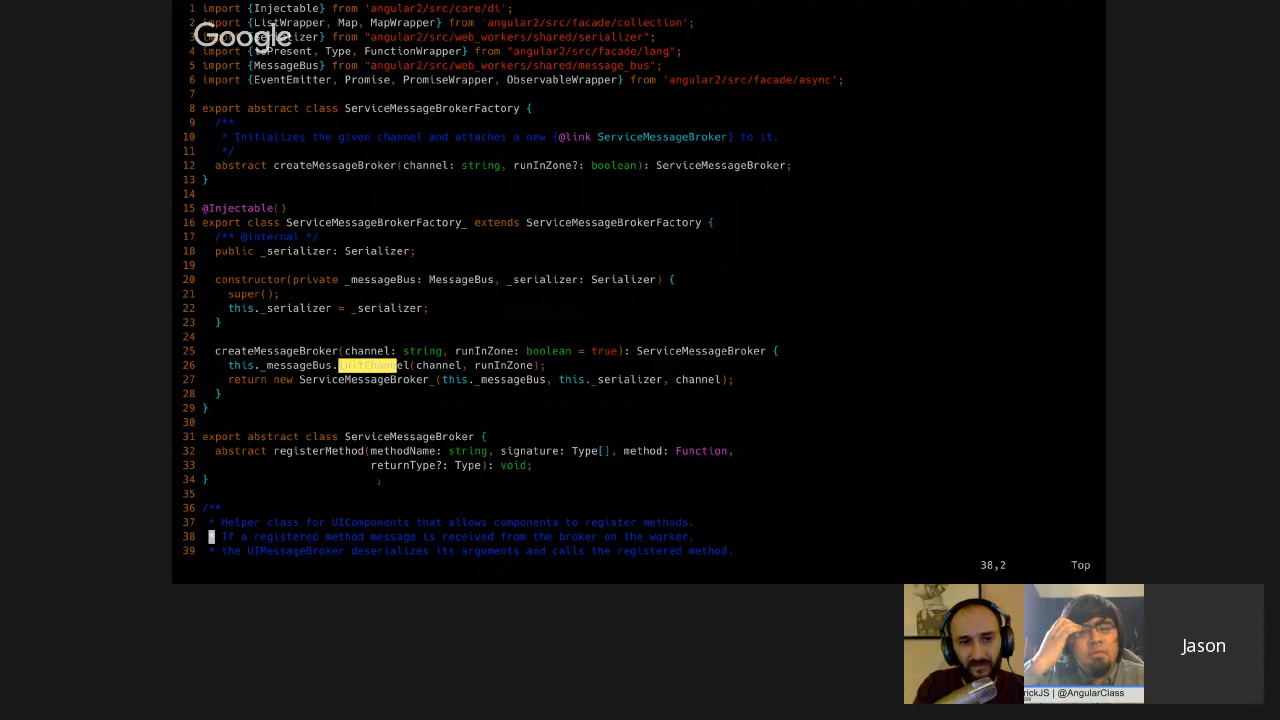 1 import {Injectable} from 'angular2/src/core/di';
2 import {ListWrapper, Map, MapWrapper} from 'angular2/src/facade/collection';
Google
3 import "angular2/src/web_workers/shared/serializer";
4 import Type, FunctionWrapper} from "angular2/src/facade/lang";
5 import {MessageBus} from "angular2/src/web_workers/shared/message_bus";
6 import {EventEmitter, Promise, PromiseWrapper, ObservableWrapper} from 'angular2/src/facade/async';
7
8 export abstract class ServiceMessageBrokerFactory {
9 /**
10 * Initializes the given channel and attaches a new {@link ServiceMessageBroker} to it.
11 */
12 abstract createMessageBroker(channel: string, runInZone?: boolean): ServiceMessageBroker;
13 }
14
15 @Injectable()
16 export class ServiceMessageBrokerFactory_ extends ServiceMessageBrokerFactory {
17 /** @internal */
18 public _serializer: Serializer;
19
20 constructor(private _messageBus: MessageBus, _serializer: Serializer) {
21 super();
22 this._serializer = _serializer;
23 }
24
25 createMessageBroker(channel: string, runInZone: boolean = true): ServiceMessageBroker {
26 this._messageBus.initChannel(channel, runInZone);
27 return new ServiceMessageBroker_(this._messageBus, this._serializer, channel);
28 }
29 }
30
31 export abstract class ServiceMessageBroker {
32 abstract registerMethod(methodName: string, signature: Type[], method: Function,
33 returnType?: Type): void;
34 }
35
36 /**
37 * Helper class for UIComponents that allows components to register methods.
38 * If a registered method message is received from the broker on the worker,
39 * the UIMessageBroker deserializes its arguments and calls the registered method.
38,2 Top
Jason
rickJS | @AngularClass